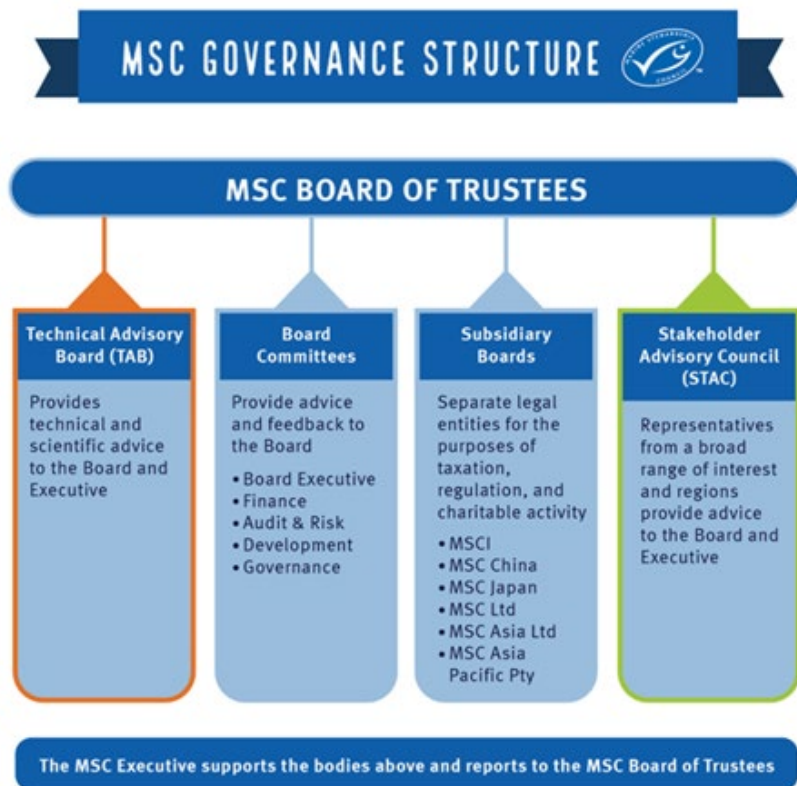 MSC GOVERNANCE STRUCTURE
MARINE STEWARDSHIP
COUNCIL
TM
MSC BOARD OF TRUSTEES
Technical Advisory
Board (TAB)
Provides
technical and
scientific advice
to the Board and
Executive
Board
Committees
Provide advice
and feedback to
the Board
• Board Executive
• Finance
• Audit & Risk
• Development
• Governance
Subsidiary
Boards
Separate legal
entities for the
purposes of
taxation,
regulation, and
charitable activity
• MSCI
• MSC China
• MSC Japan
• MSC Ltd
• MSC Asia Ltd
• MSC Asia
Pacific Pty
Stakeholder
Advisory Council
(STAC)
Representatives
from a broad
range of interest
and regions
provide advice
to the Board and
Executive
The MSC Executive supports the bodies above and reports to the MSC Board of Trustees